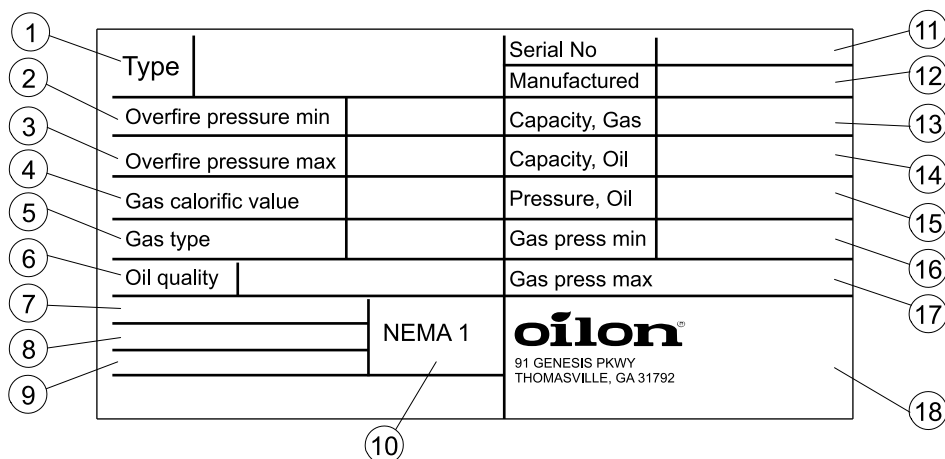 1
2
3
4
5
6
7
8
9
10
11
12
13
14
15
16
17
18
Type
Overfire pressure min
Overfire pressure max
Gas calorific value
Gas type
Oil quality
NEMA 1
Serial No
Manufactured
Capacity, Gas
Capacity, Oil
Pressure, Oil
Gas press min
Gas press max
oilon®
91 GENESIS PKWY
THOMASVILLE, GA 31792